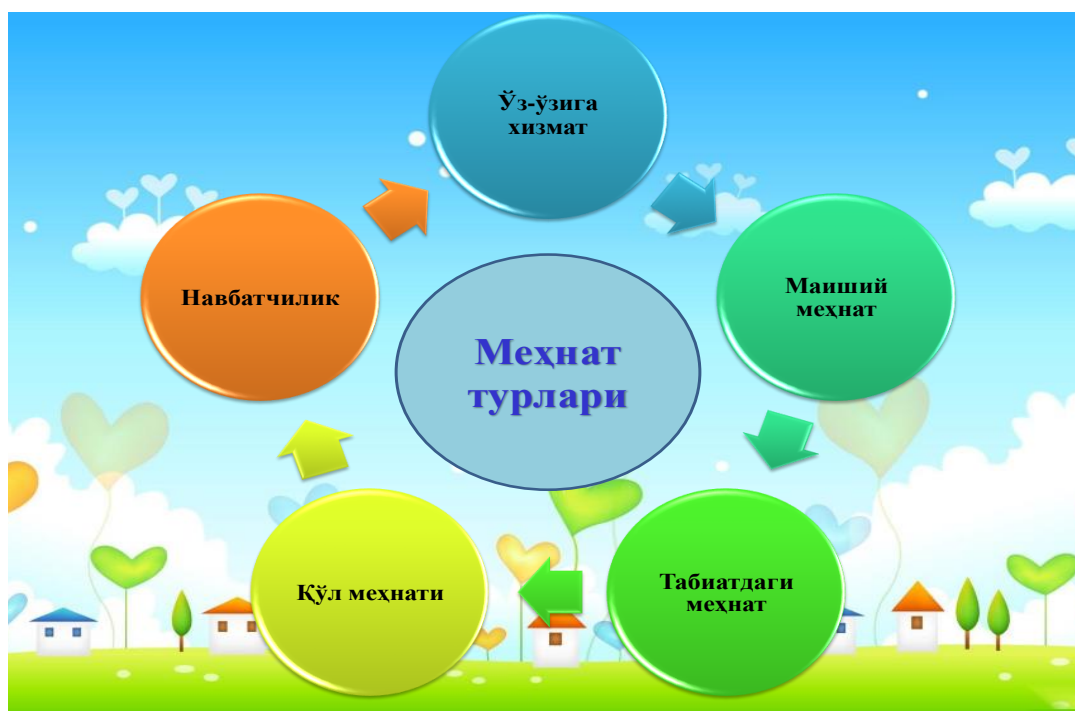 Ўз-ўзига
хизмат
Маиший
меҳнат
Табиатдаги
меҳнат
Қўл меҳнати
Навбатчилик
Меҳнат
турлари